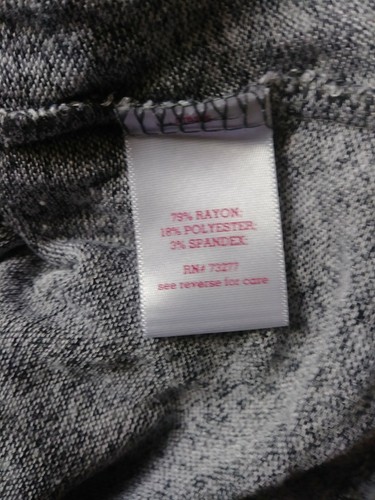 79% RAYON:
18% POLYESTER:
3% SPANDEX:
RN# 73277
see reverse for care